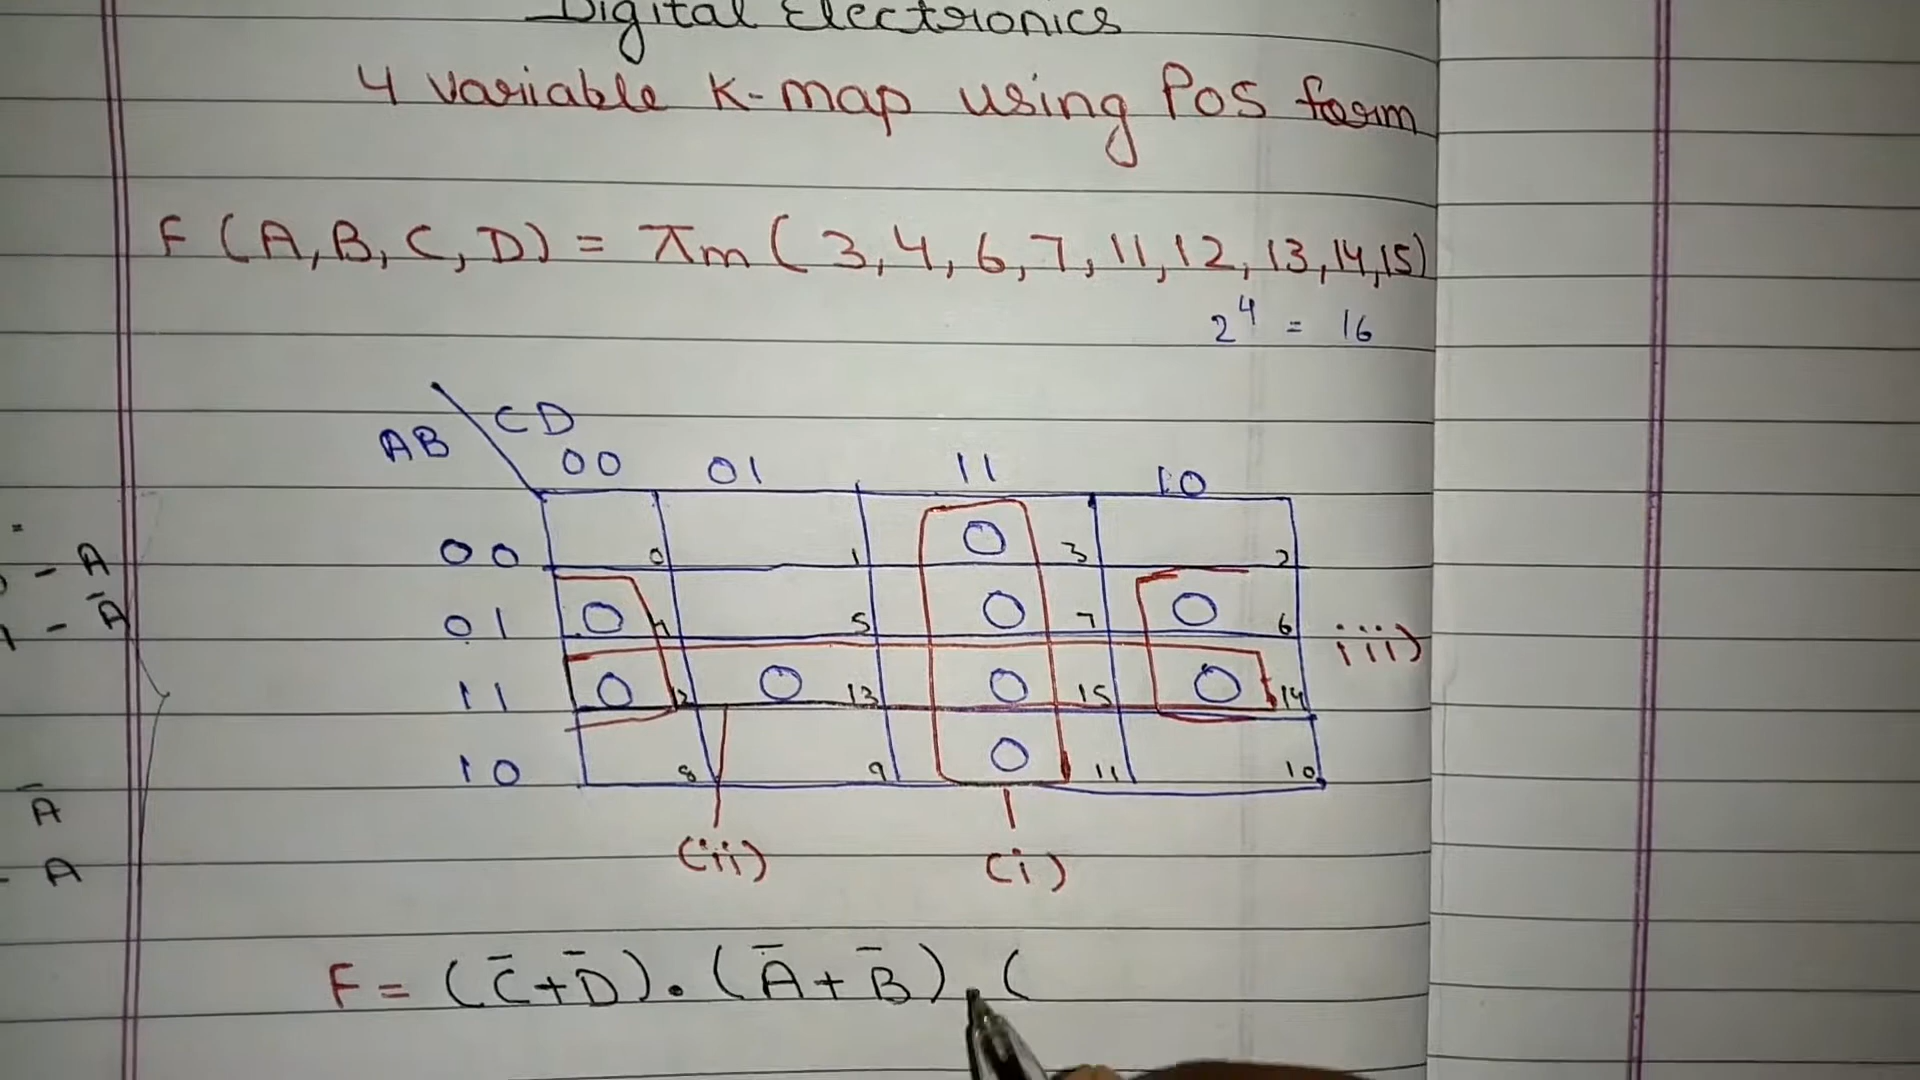 Digital Electronics
4 variable K-map using POS form
F (A, B, C, D) = πm ( 3, 4, 6, 7, 11, 12, 13, 14, 15)
2⁴ = 16
AB \ CD
00 01 11 10
00 0 1 0 3 2
01 0 5 0 7 0 6 iii)
11 0 12 0 13 0 15 0 14
10 8 9 0 11 10
(ii) (i)
F = (C̅+D̅).(A̅+B̅).(
- A
1 - A̅
A̅
- A